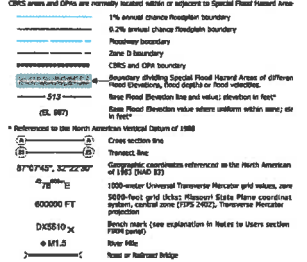 CBRS areas and OPAs are normally located within or adjacent to Special Flood Hazard Areas
1% annual chance floodplain boundary
0.2% annual chance floodplain boundary
Floodway boundary
Zone D boundary
CBRS and OPA boundary
Boundary dividing Special Flood Hazard Areas of different
Flood Elevations, flood depths or flood velocities.
513 Base Flood Elevation line and value; elevation in feet*
(EL 987) Base Flood Elevation value where uniform within zone; elevation
in feet*
* Referenced to the North American Vertical Datum of 1988
A A Cross section line
Transect line
87°07'45", 32°22'30" Geographic coordinates referenced to the North American
of 1983 (NAD 83)
E 1000-meter Universal Transverse Mercator grid values, zone
600000 FT 5000-foot grid ticks: Missouri State Plane coordinate
system, central zone (FIPS 2402), Transverse Mercator
projection
DX5510 x Bench mark (see explanation in Notes to Users section
FIRM panel)
M1.5 River Mile
Road or Railroad Bridge